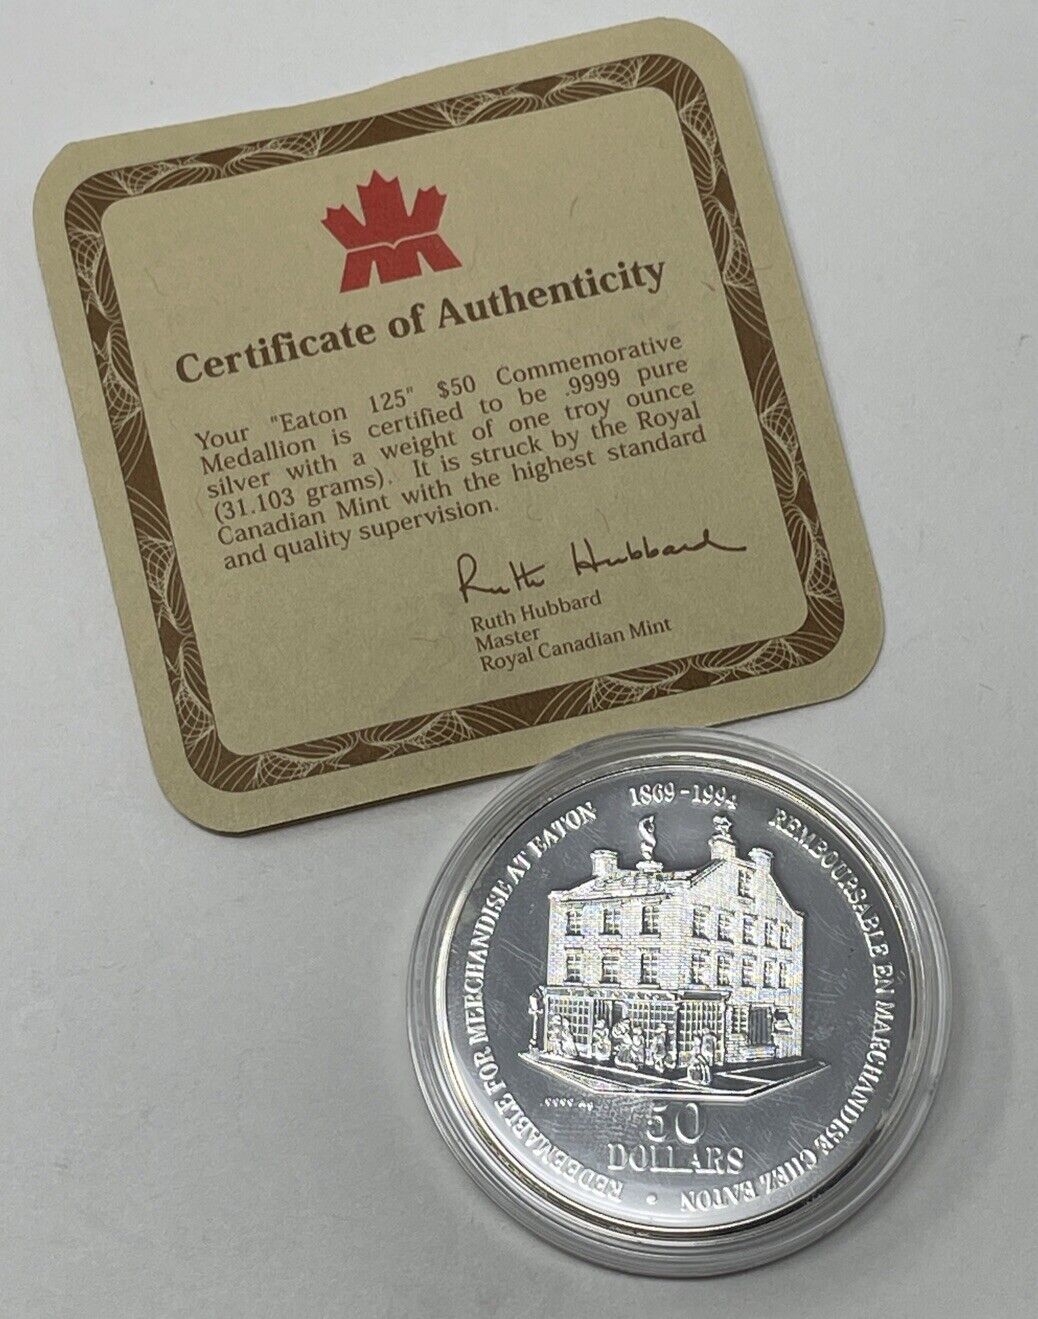 Certificate of Authenticity
Your "Eaton 125" $50 Commemorative
Medallion is certified to be .9999 pure
silver with a weight of one troy ounce
(31.103 grams). It is struck by the Royal
Canadian Mint with the highest standard
and quality supervision.
Ruth Hubbard
Ruth Hubbard
Master
Royal Canadian Mint
1869-1994
REDEEMABLE FOR MERCHANDISE AT EATON
REMBOURSABLE EN MARCHANDISE CHEZ EATON •
.9999 Ag
50
DOLLARS